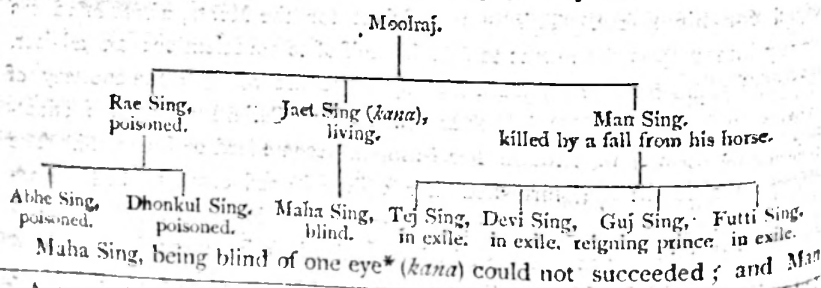 Moolraj.
Rae Sing, Jaet Sing (kana), Man Sing.
poisoned. living. killed by a fall from his horse.
Abhe Sing, Dhonkul Sing, Maha Sing, Tej Sing, Devi Sing, Guj Sing, Futti Sing,
poisoned. poisoned. blind. in exile. in exile. reigning prince in exile.
Maha Sing, being blind of one eye* (kana) could not succeeded; and Man